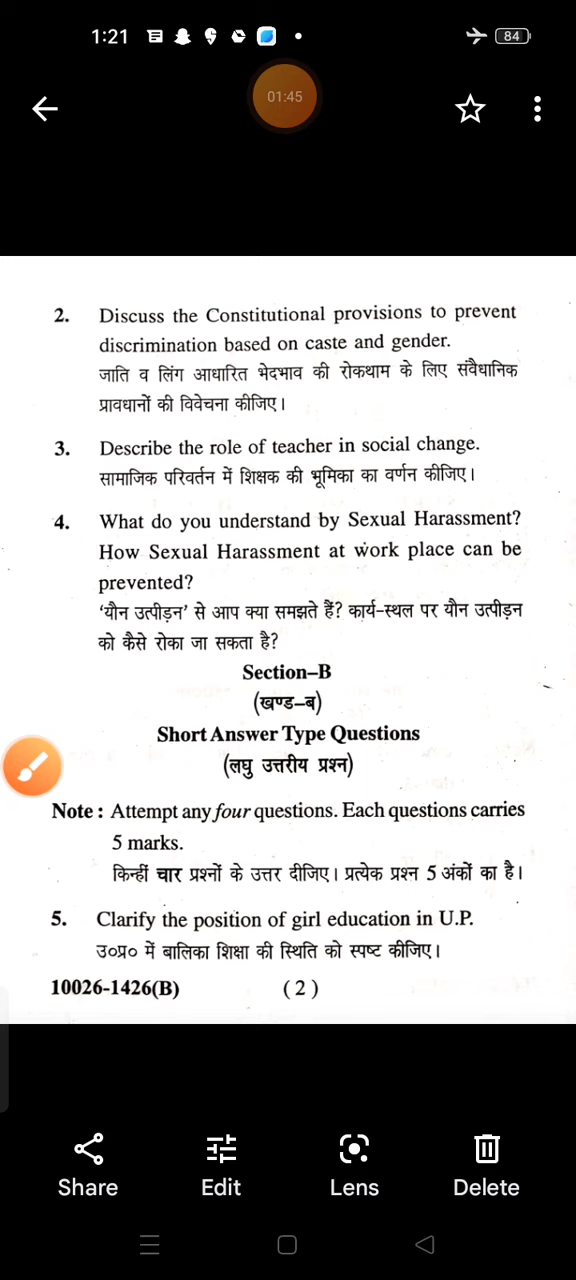 1:21
84
01:45
2. Discuss the Constitutional provisions to prevent
discrimination based on caste and gender.
जाति व लिंग आधारित भेदभाव की रोकथाम के लिए संवैधानिक
प्रावधानों की विवेचना कीजिए।
3. Describe the role of teacher in social change.
सामाजिक परिवर्तन में शिक्षक की भूमिका का वर्णन कीजिए।
4. What do you understand by Sexual Harassment?
How Sexual Harassment at work place can be
prevented?
‘यौन उत्पीड़न’ से आप क्या समझते हैं? कार्य-स्थल पर यौन उत्पीड़न
को कैसे रोका जा सकता है?
Section–B
(खण्ड–ब)
Short Answer Type Questions
(लघु उत्तरीय प्रश्न)
Note : Attempt any four questions. Each questions carries
5 marks.
किन्हीं चार प्रश्नों के उत्तर दीजिए। प्रत्येक प्रश्न 5 अंकों का है।
5. Clarify the position of girl education in U.P.
उ०प्र० में बालिका शिक्षा की स्थिति को स्पष्ट कीजिए।
10026-1426(B) ( 2 )
Share Edit Lens Delete